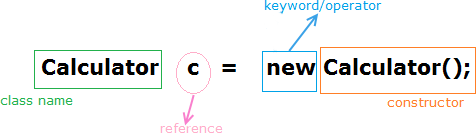 keyword/operator
Calculator c = new Calculator();
class name
constructor
reference